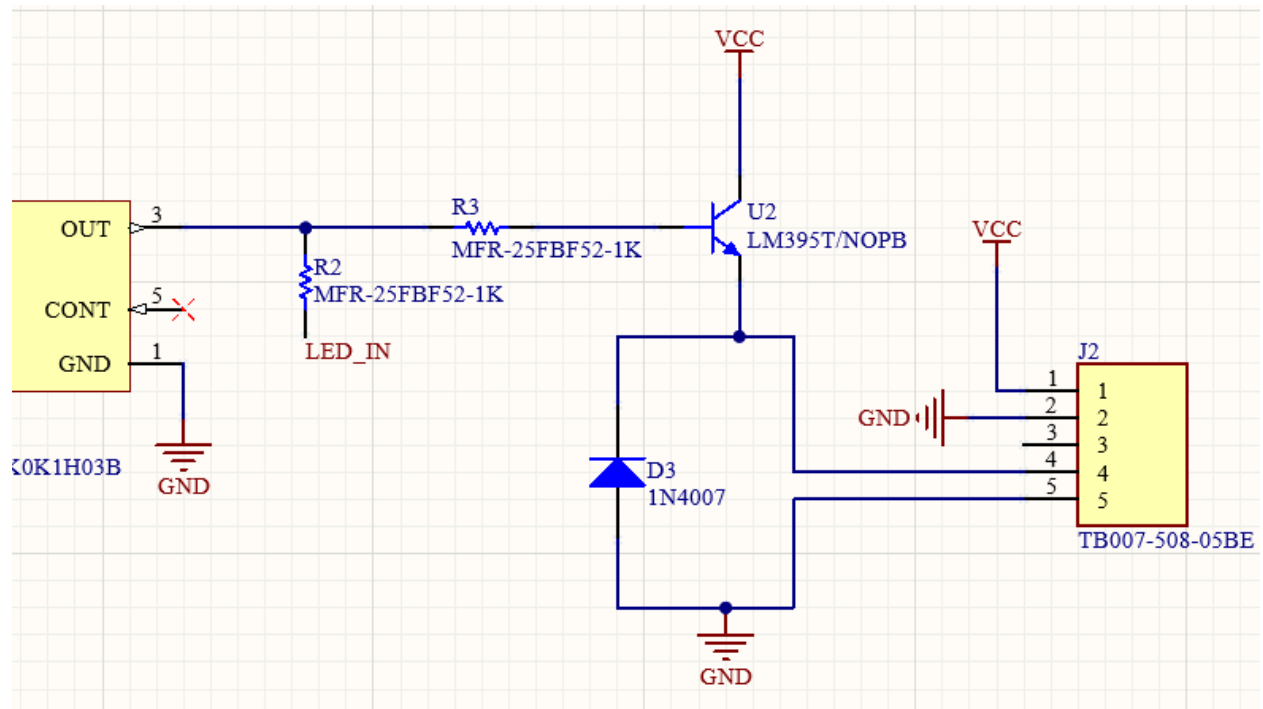 VCC
OUT
3
R3
MFR-25FBF52-1K
U2
LM395T/NOPB
R2
MFR-25FBF52-1K
VCC
CONT
5
LED_IN
GND
1
J2
1
1
GND
2
2
3
3
4
4
5
5
K0K1H03B
GND
D3
1N4007
TB007-508-05BE
GND